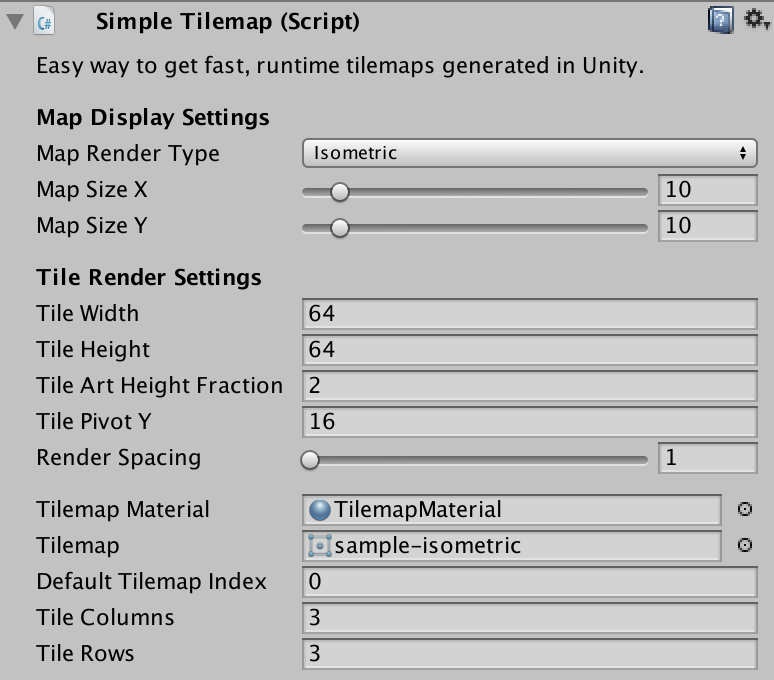 C#
Simple Tilemap (Script)
?
Easy way to get fast, runtime tilemaps generated in Unity.
Map Display Settings
Map Render Type Isometric
Map Size X 10
Map Size Y 10
Tile Render Settings
Tile Width 64
Tile Height 64
Tile Art Height Fraction 2
Tile Pivot Y 16
Render Spacing 1
Tilemap Material TilemapMaterial
Tilemap sample-isometric
Default Tilemap Index 0
Tile Columns 3
Tile Rows 3